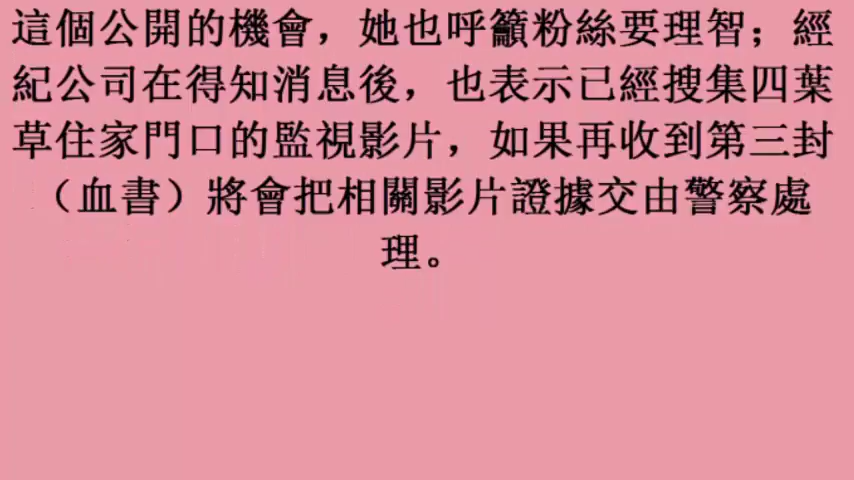 這個公開的機會，她也呼籲粉絲要理智；經
紀公司在得知消息後，也表示已經搜集四葉
草住家門口的監視影片，如果再收到第三封
（血書）將會把相關影片證據交由警察處
理。